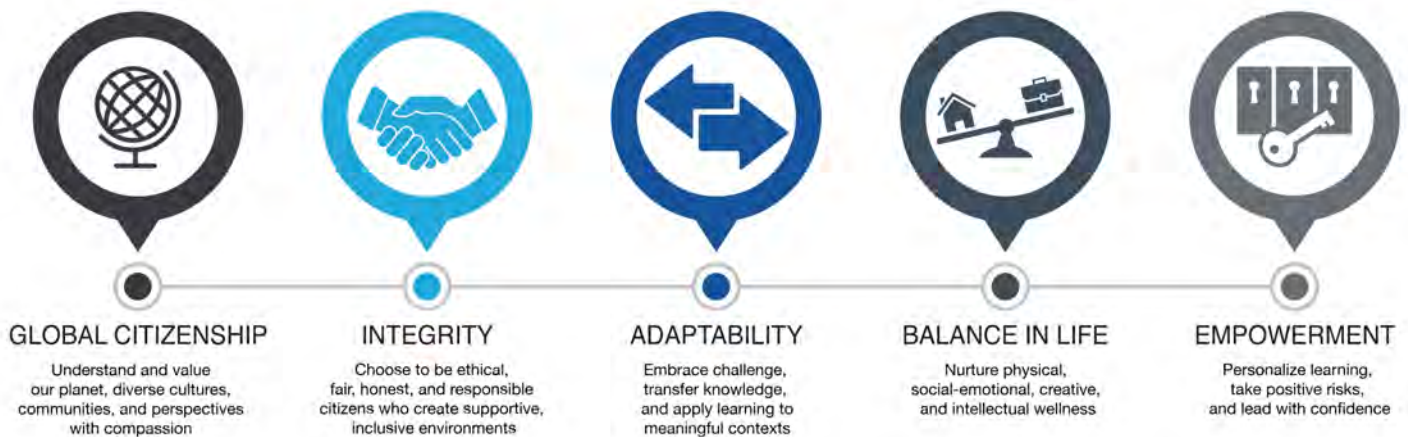 GLOBAL CITIZENSHIP
Understand and value
our planet, diverse cultures,
communities, and perspectives
with compassion
INTEGRITY
Choose to be ethical,
fair, honest, and responsible
citizens who create supportive,
inclusive environments
ADAPTABILITY
Embrace challenge,
transfer knowledge,
and apply learning to
meaningful contexts
BALANCE IN LIFE
Nurture physical,
social-emotional, creative,
and intellectual wellness
EMPOWERMENT
Personalize learning,
take positive risks,
and lead with confidence